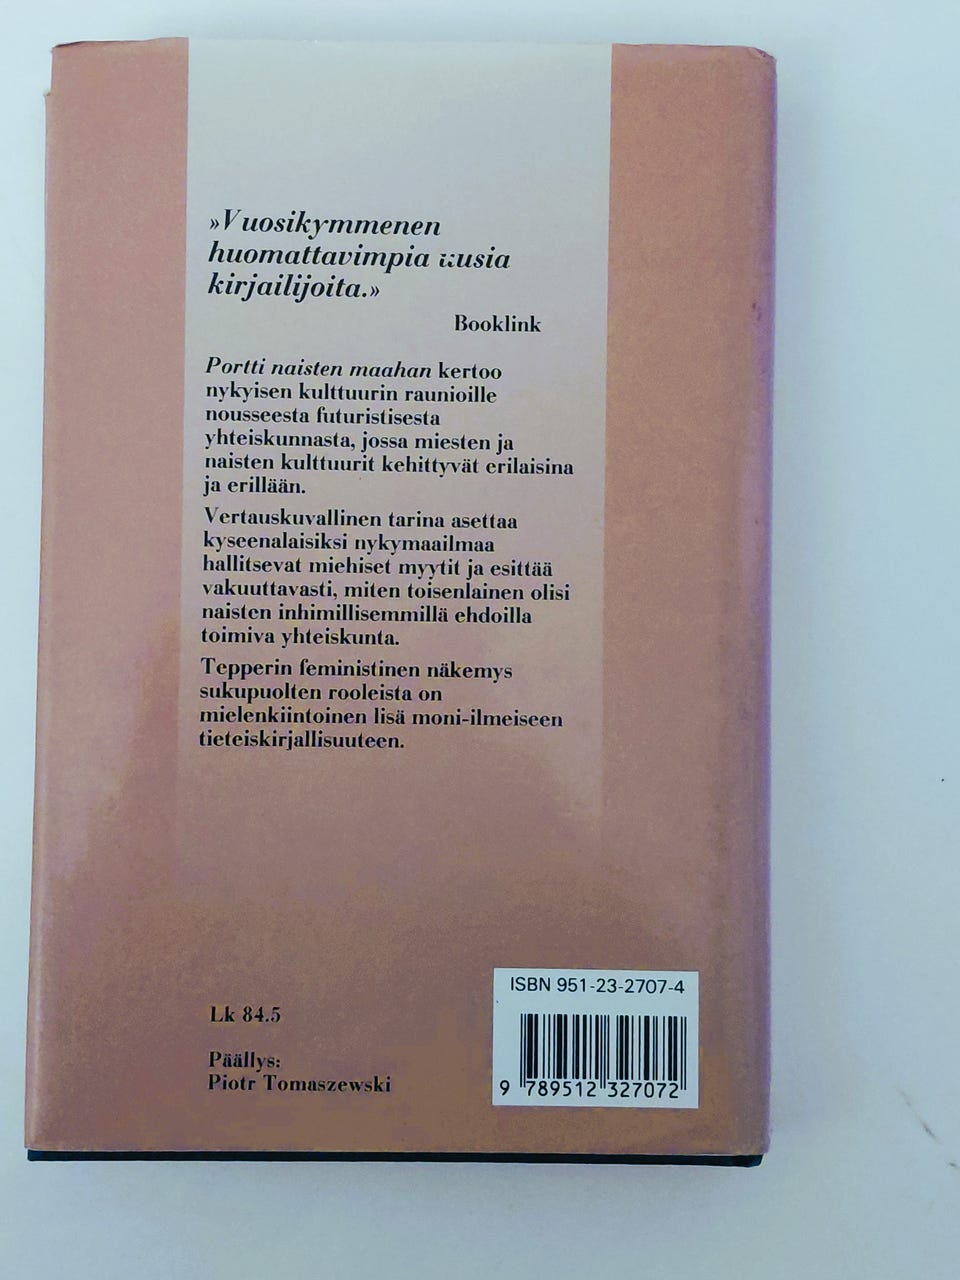 »Vuosikymmenen
huomattavimpia uusia
kirjailijoita.»
Booklink
Portti naisten maahan kertoo
nykyisen kulttuurin raunioille
nousseesta futuristisesta
yhteiskunnasta, jossa miesten ja
naisten kulttuurit kehittyvät erilaisina
ja erillään.
Vertauskuvallinen tarina asettaa
kyseenalaisiksi nykymaailmaa
hallitsevat miehiset myytit ja esittää
vakuuttavasti, miten toisenlainen olisi
naisten inhimillisemmillä ehdoilla
toimiva yhteiskunta.
Tepperin feministinen näkemys
sukupuolten rooleista on
mielenkiintoinen lisä moni-ilmeiseen
tieteiskirjallisuuteen.
Lk 84.5
Päällys:
Piotr Tomaszewski
ISBN 951-23-2707-4
9 789512 327072